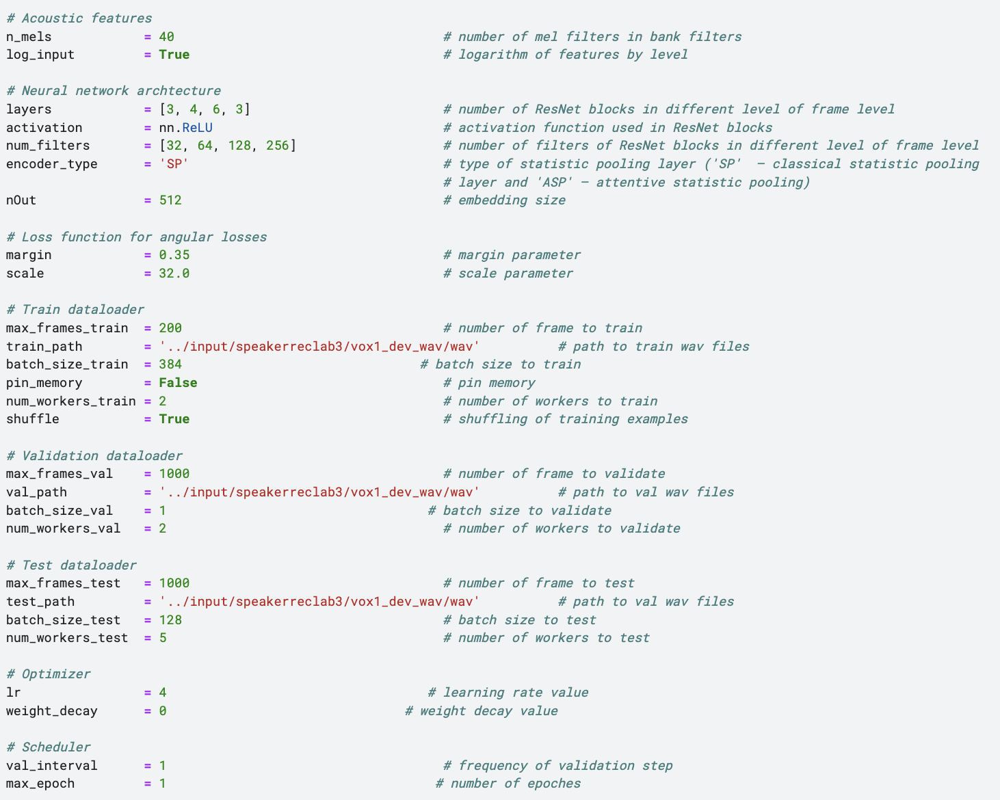 # Acoustic features
n_mels            = 40                                   # number of mel filters in bank filters
log_input         = True                                 # logarithm of features by level

# Neural network archtecture
layers            = [3, 4, 6, 3]                         # number of ResNet blocks in different level of frame level
activation        = nn.ReLU                              # activation function used in ResNet blocks
num_filters       = [32, 64, 128, 256]                   # number of filters of ResNet blocks in different level of frame level
encoder_type      = 'SP'                                 # type of statistic pooling layer ('SP'  – classical statistic pooling
                                                         # layer and 'ASP' – attentive statistic pooling)
nOut              = 512                                  # embedding size

# Loss function for angular losses
margin            = 0.35                                 # margin parameter
scale             = 32.0                                 # scale parameter

# Train dataloader
max_frames_train  = 200                                  # number of frame to train
train_path        = '../input/speakerreclab3/vox1_dev_wav/wav'          # path to train wav files
batch_size_train  = 384                               # batch size to train
pin_memory        = False                                # pin memory
num_workers_train = 2                                    # number of workers to train
shuffle           = True                                 # shuffling of training examples

# Validation dataloader
max_frames_val    = 1000                                 # number of frame to validate
val_path          = '../input/speakerreclab3/vox1_dev_wav/wav'          # path to val wav files
batch_size_val    = 1                                  # batch size to validate
num_workers_val   = 2                                    # number of workers to validate

# Test dataloader
max_frames_test   = 1000                                 # number of frame to test
test_path         = '../input/speakerreclab3/vox1_dev_wav/wav'          # path to val wav files
batch_size_test   = 128                                  # batch size to test
num_workers_test  = 5                                    # number of workers to test

# Optimizer
lr                = 4                                  # learning rate value
weight_decay      = 0                               # weight decay value

# Scheduler
val_interval      = 1                                    # frequency of validation step
max_epoch         = 1                                   # number of epoches